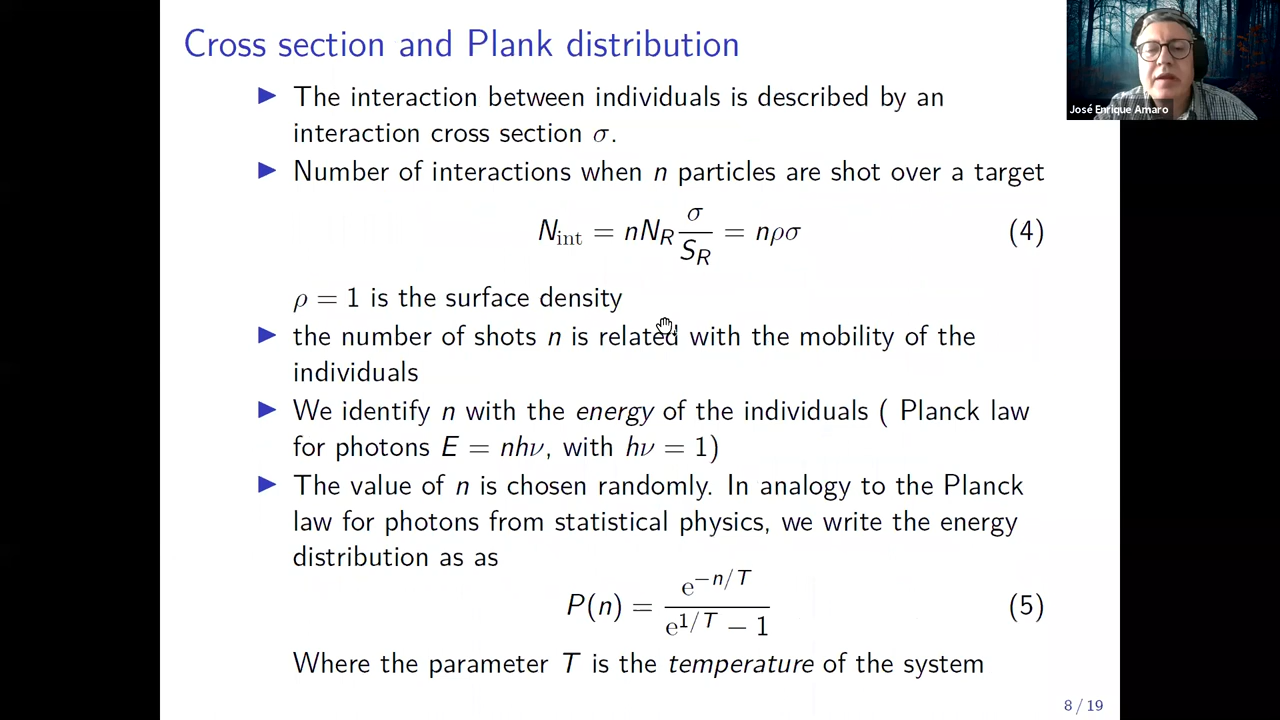 Cross section and Plank distribution
José Enrique Amaro
▶ The interaction between individuals is described by an
interaction cross section σ.
▶ Number of interactions when n particles are shot over a target
N_int = nN_R σ/S_R = nρσ (4)
ρ = 1 is the surface density
▶ the number of shots n is related with the mobility of the
individuals
▶ We identify n with the energy of the individuals ( Planck law
for photons E = nhν, with hν = 1)
▶ The value of n is chosen randomly. In analogy to the Planck
law for photons from statistical physics, we write the energy
distribution as as
P(n) = e^{−n/T} / (e^{1/T} − 1) (5)
Where the parameter T is the temperature of the system
8 / 19